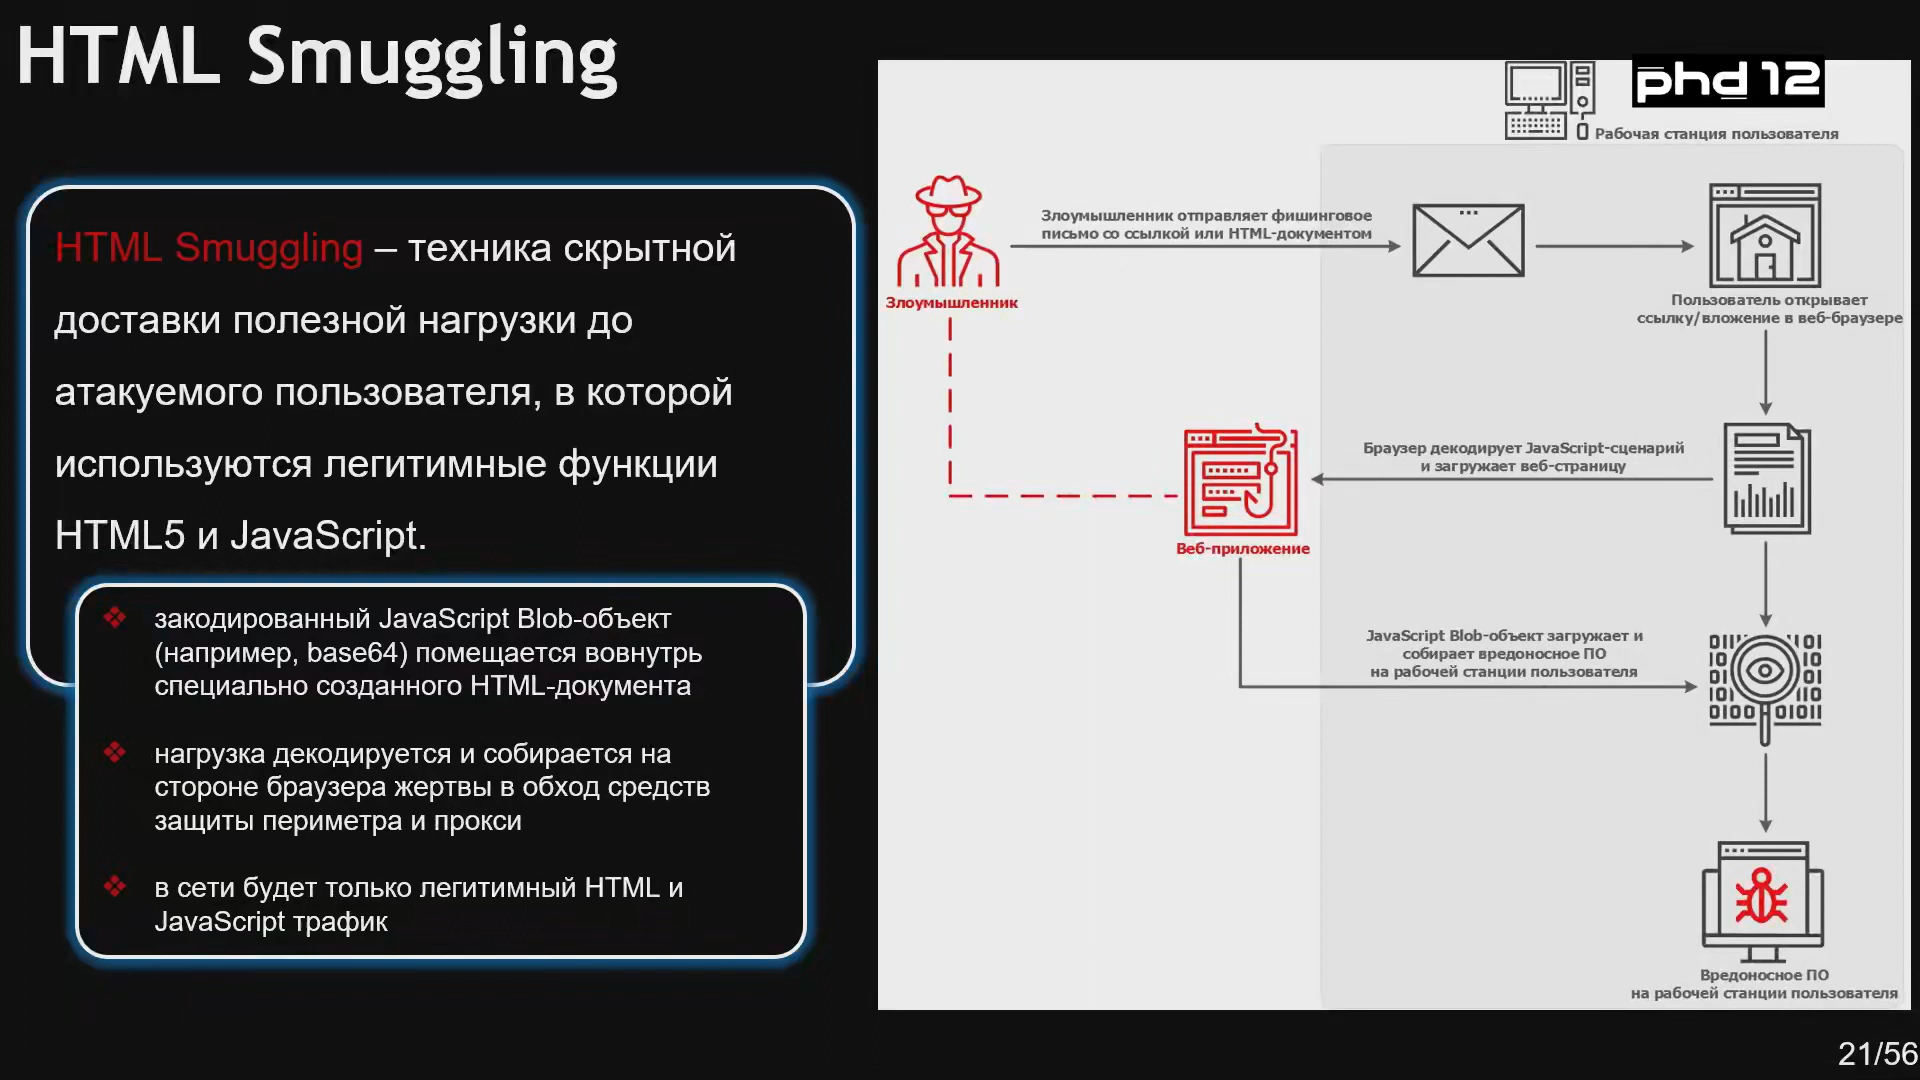 HTML Smuggling
HTML Smuggling – техника скрытной
доставки полезной нагрузки до
атакуемого пользователя, в которой
используются легитимные функции
HTML5 и JavaScript.
закодированный JavaScript Blob-объект
(например, base64) помещается вовнутрь
специально созданного HTML-документа
нагрузка декодируется и собирается на
стороне браузера жертвы в обход средств
защиты периметра и прокси
в сети будет только легитимный HTML и
JavaScript трафик
phd 12
Рабочая станция пользователя
Злоумышленник отправляет фишинговое
письмо со ссылкой или HTML-документом
Злоумышленник
Пользователь открывает
ссылку/вложение в веб-браузере
Браузер декодирует JavaScript-сценарий
и загружает веб-страницу
Веб-приложение
JavaScript Blob-объект загружает и
собирает вредоносное ПО
на рабочей станции пользователя
Вредоносное ПО
на рабочей станции пользователя
21/56